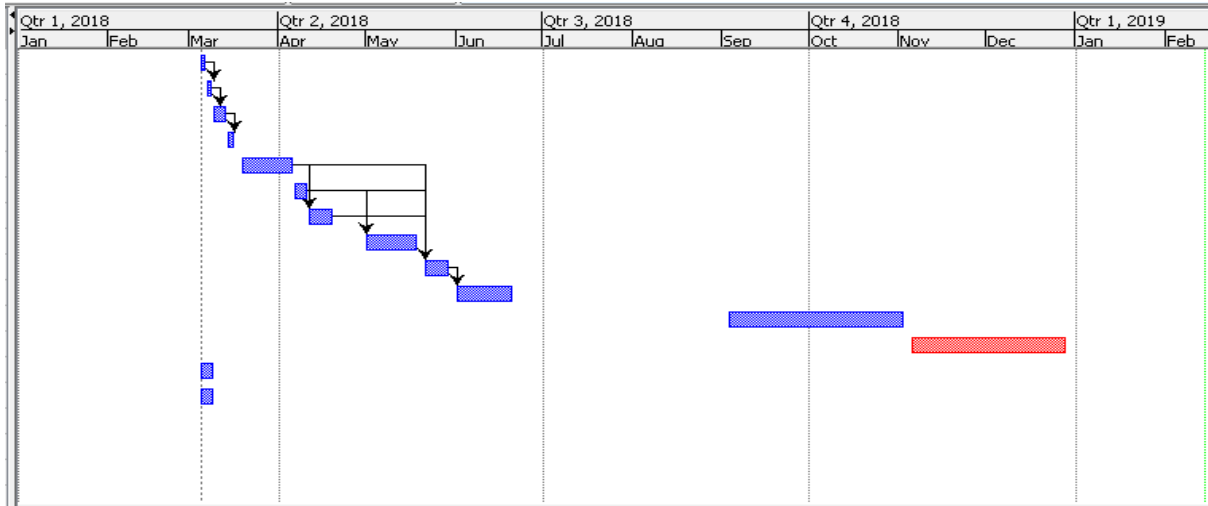 Qtr 1, 2018 Qtr 2, 2018 Qtr 3, 2018 Qtr 4, 2018 Qtr 1, 2019
Jan Feb Mar Apr May Jun Jul Aug Sep Oct Nov Dec Jan Feb